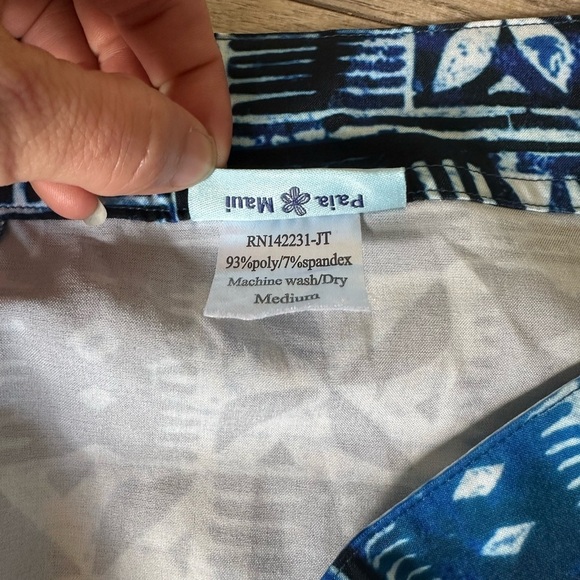 Paia Maui
RN142231-JT
93%poly/7%spandex
Machine wash/Dry
Medium